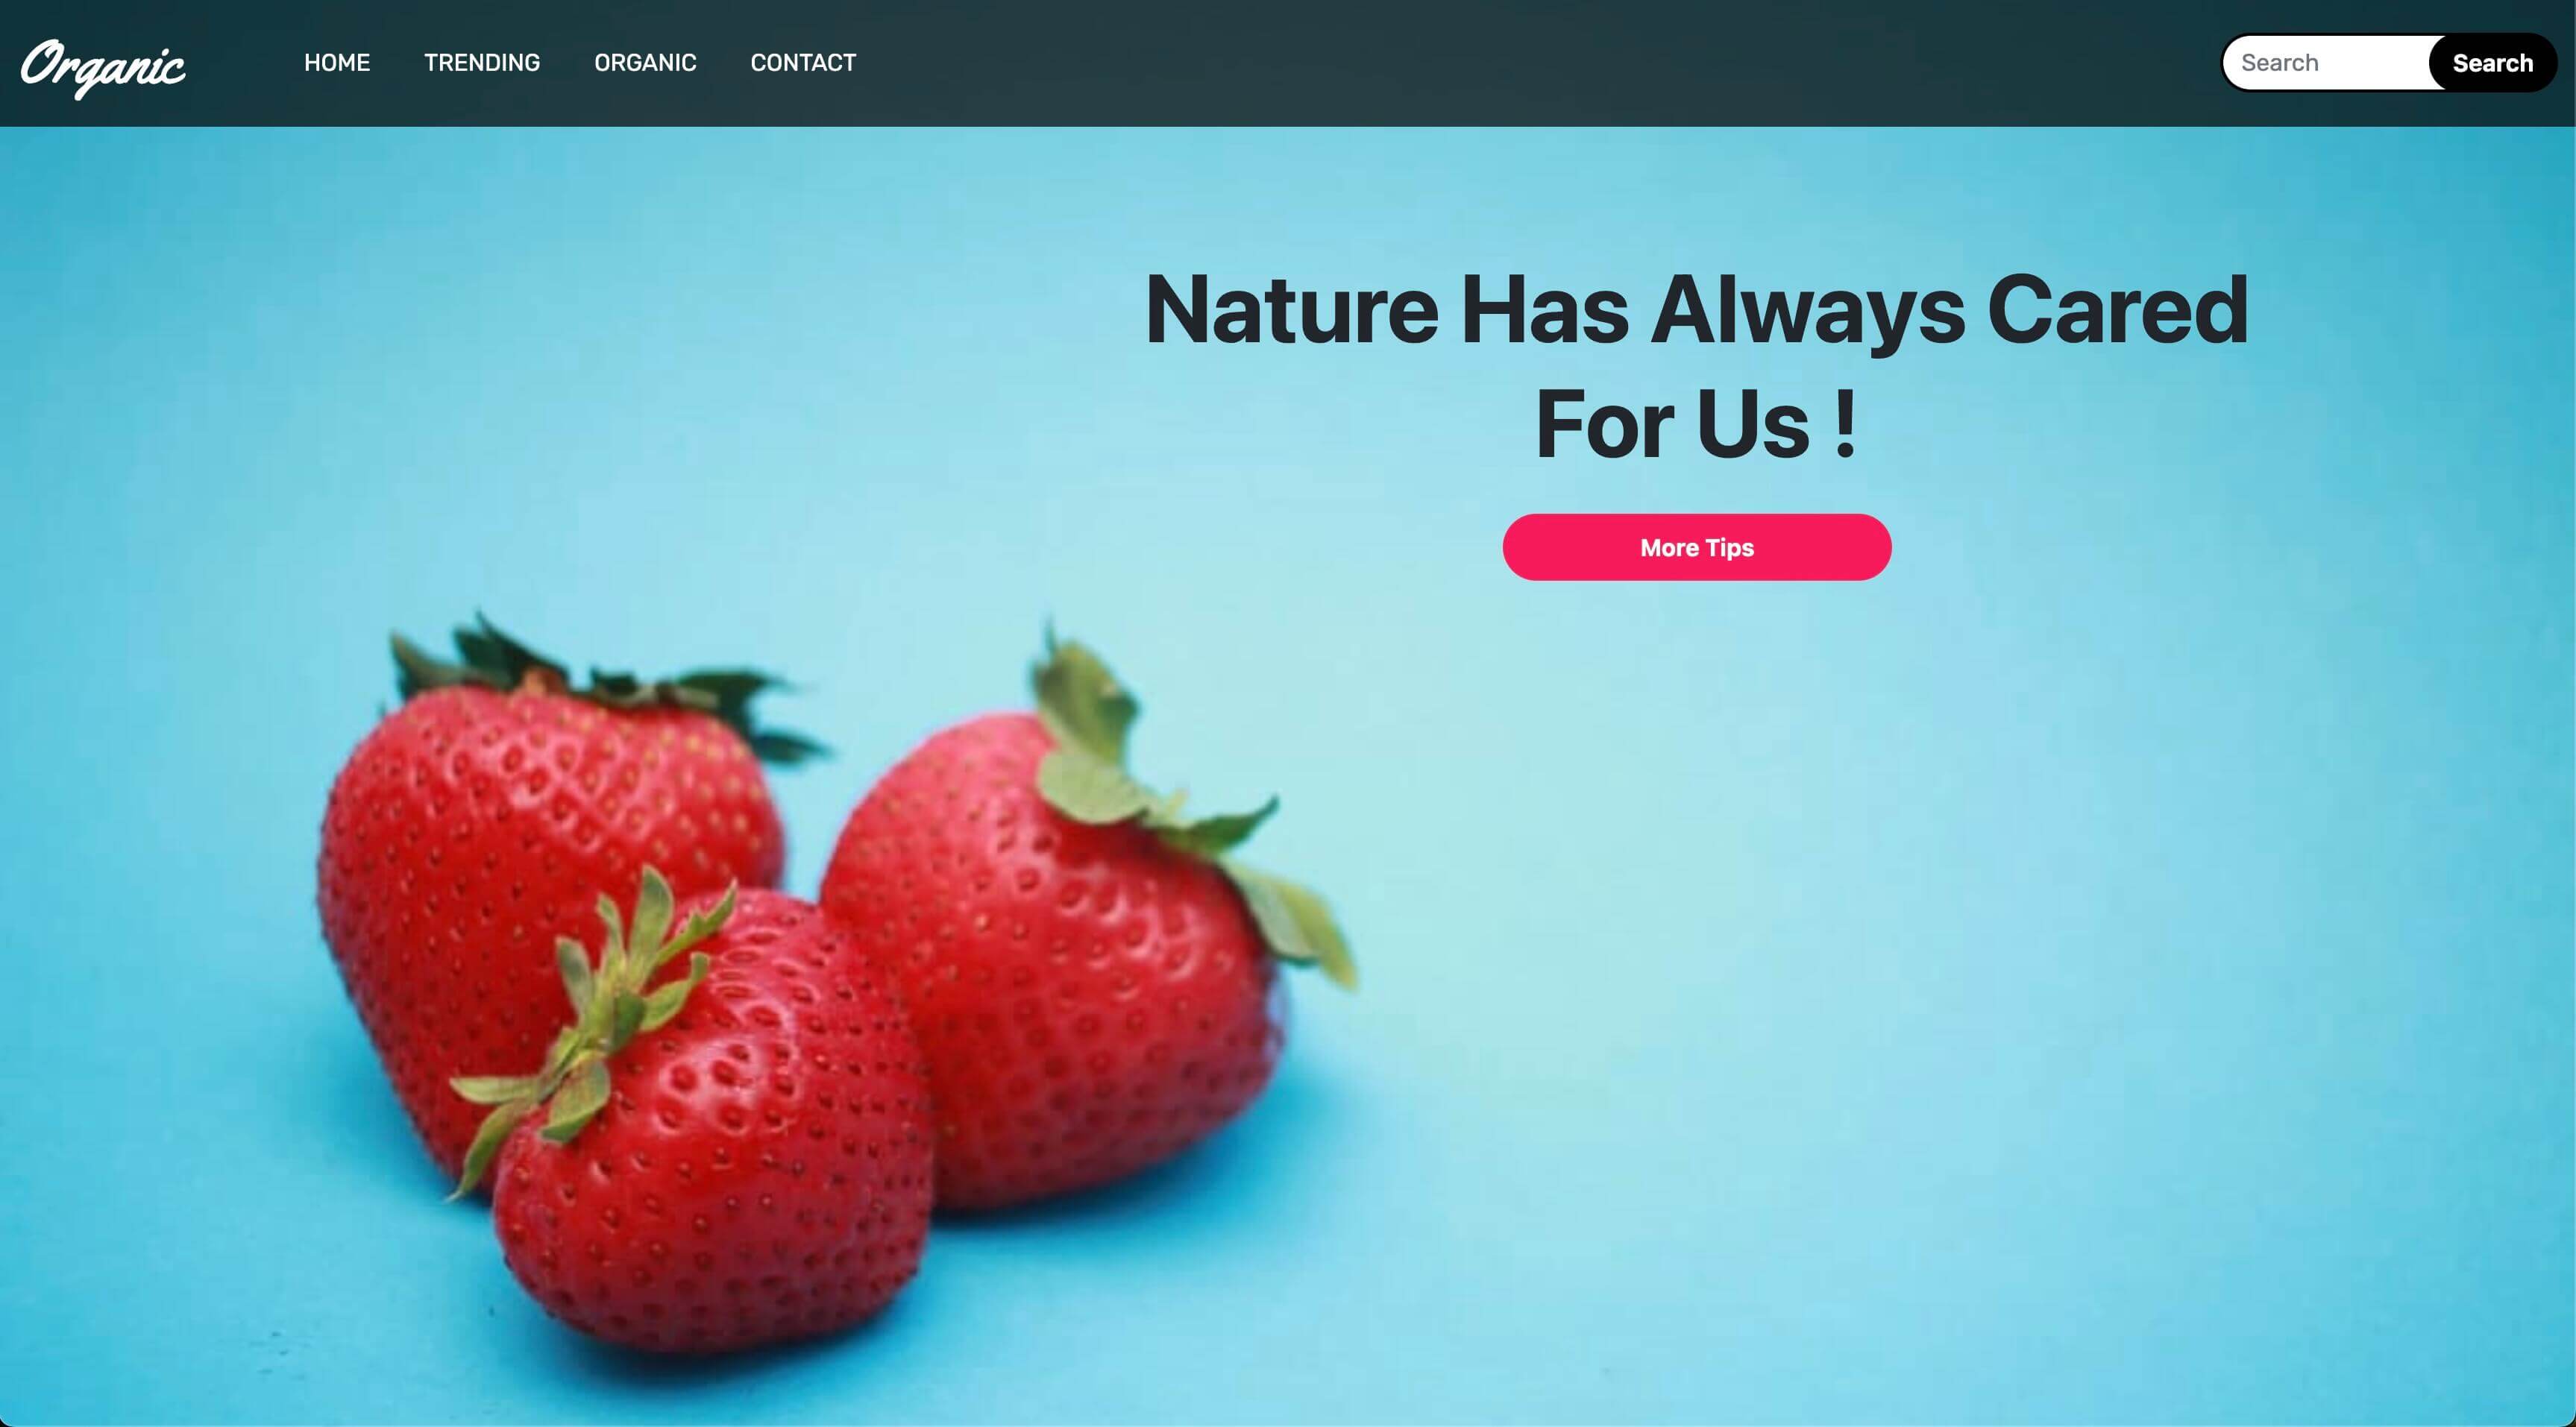 Organic
HOME TRENDING ORGANIC CONTACT
Search Search
Nature Has Always Cared
For Us !
More Tips